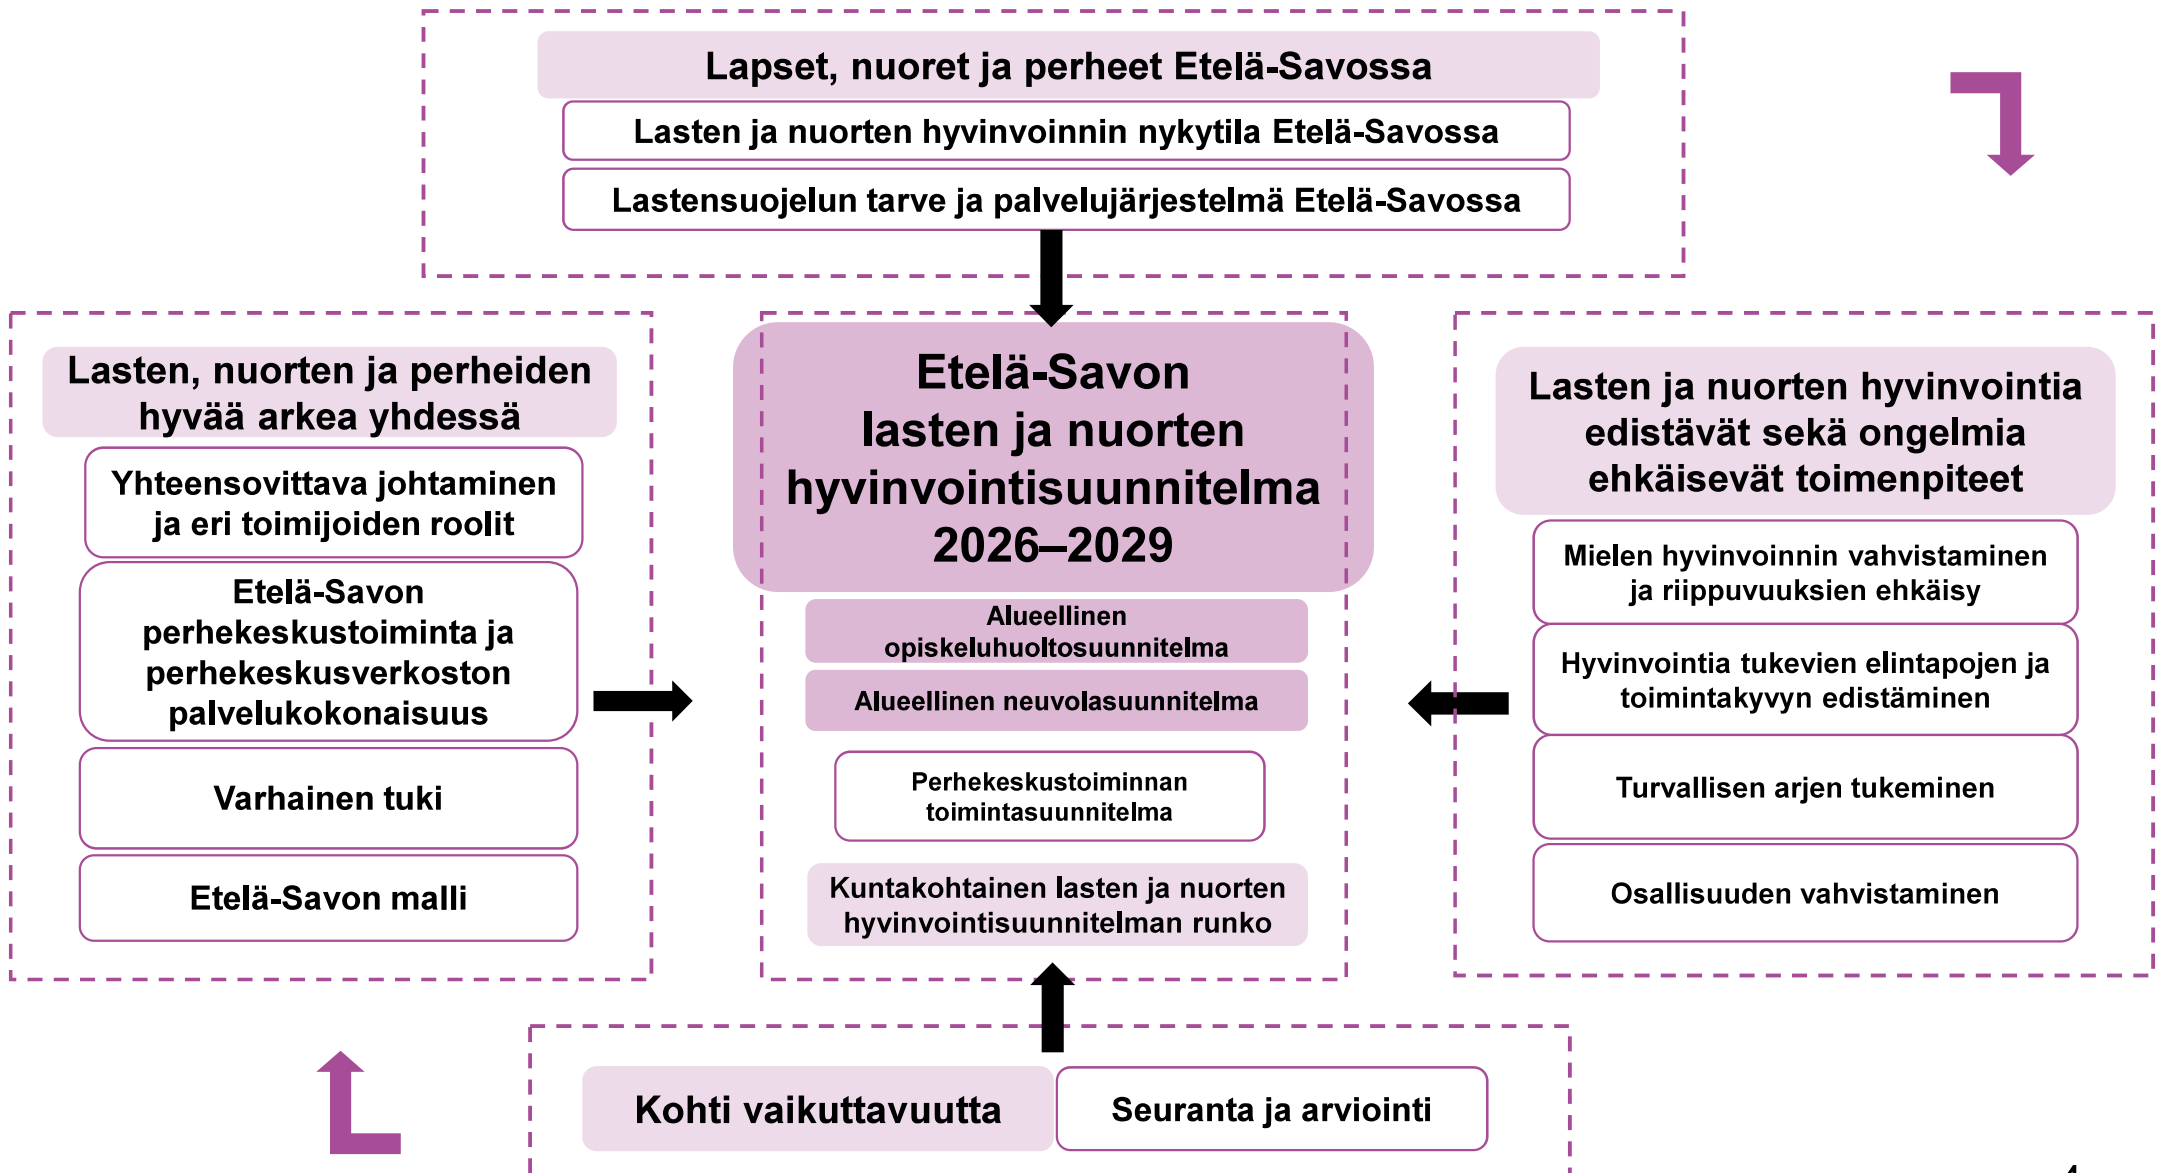 Lapset, nuoret ja perheet Etelä-Savossa
Lasten ja nuorten hyvinvoinnin nykytila Etelä-Savossa
Lastensuojelun tarve ja palvelujärjestelmä Etelä-Savossa
Lasten, nuorten ja perheiden
hyvää arkea yhdessä
Yhteensovittava johtaminen
ja eri toimijoiden roolit
Etelä-Savon
perhekeskustoiminta ja
perhekeskusverkoston
palvelukokonaisuus
Varhainen tuki
Etelä-Savon malli
Etelä-Savon
lasten ja nuorten
hyvinvointisuunnitelma
2026–2029
Alueellinen
opiskeluhuoltosuunnitelma
Alueellinen neuvolasuunnitelma
Perhekeskustoiminnan
toimintasuunnitelma
Kuntakohtainen lasten ja nuorten
hyvinvointisuunnitelman runko
Lasten ja nuorten hyvinvointia
edistävät sekä ongelmia
ehkäisevät toimenpiteet
Mielen hyvinvoinnin vahvistaminen
ja riippuvuuksien ehkäisy
Hyvinvointia tukevien elintapojen ja
toimintakyvyn edistäminen
Turvallisen arjen tukeminen
Osallisuuden vahvistaminen
Kohti vaikuttavuutta
Seuranta ja arviointi